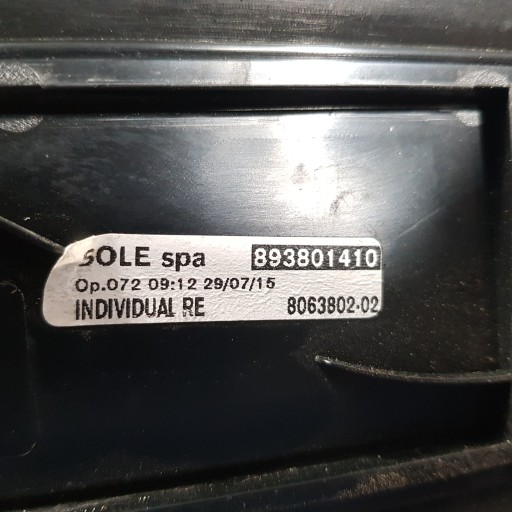 SOLE spa 893801410
Op.072 09:12 29/07/15
INDIVIDUAL RE 8063802-02